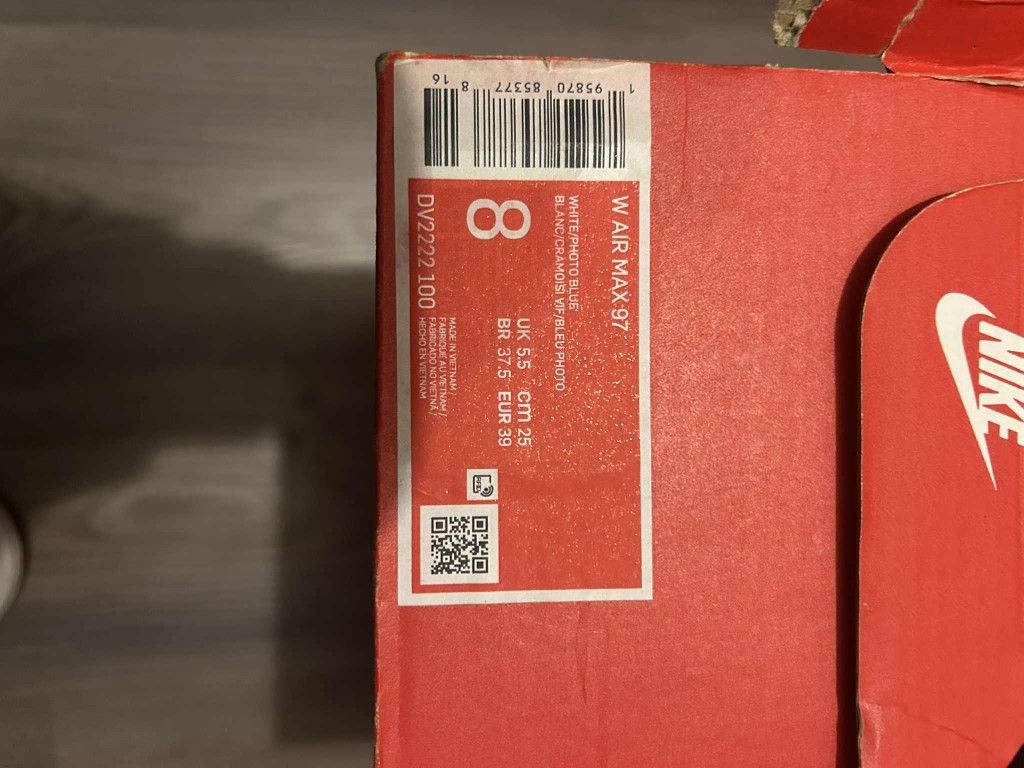 W AIR MAX 97
WHITE/PHOTO BLUE
BLANC/CRAMOISI VIF/BLEU PHOTO
8
UK 5.5 cm 25
BR 37.5 EUR 39
DV2222 100
MADE IN VIETNAM/
FABRIQUE AU VIETNAM/
FABRICADO NO VIETNÃ/
HECHO EN VIETNAM
RFID
1 95870 85377 8 16
NIKE